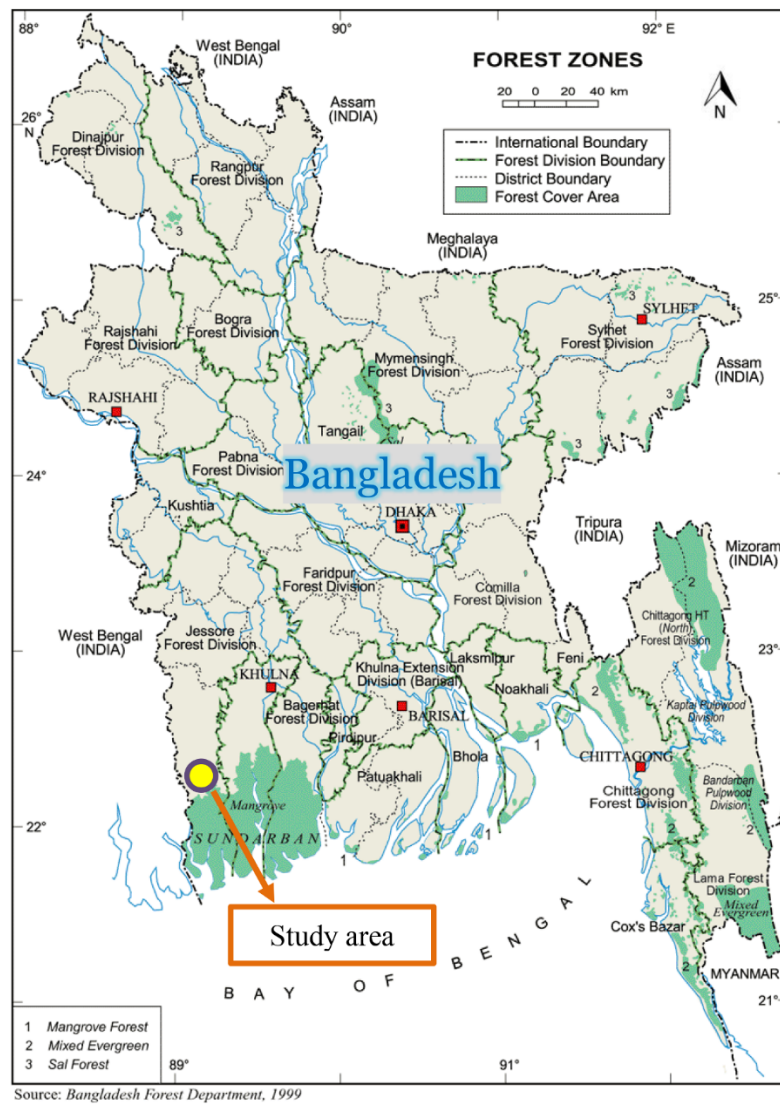 88°
90
92 E
West Bengal
(INDIA)
FOREST ZONES
20 0 20 40 km
N
Assam
(INDIA)
26°
N
Dinajpur
Forest Division
Rangpur
Forest Division
International Boundary
Forest Division Boundary
District Boundary
Forest Cover Area
3
Meghalaya
(INDIA)
25°
3
SYLHET
Bogra
Forest Division
Rajshahi
Forest Division
Sylhet
Forest Division
Mymensingh
Forest Division
Assam
(INDIA)
RAJSHAHI
3
3
Tangail
3
Pabna
Forest Division
24°
Bangladesh
Kushtia
DHAKA
Tripura
(INDIA)
Mizoram
(INDIA)
2
Faridpur
Forest Division
Comilla
Forest Division
Chittagong HT
(North)
Forest Division
West Bengal
(INDIA)
Jessore
Forest Division
23°
Laksmipur
Feni
Khulna Extension
Division (Barisal)
KHULNA
Noakhali
2
Bagerhat
Forest Division
Kaptai Pulpwood
Division
BARISAL
Pirojpur
1
Bhola
CHITTAGONG
Patuakhali
Chittagong
Forest Division
Bandarban
Pulpwood
Division
Mangrove
22°
SUNDARBAN
1
1
2
2
Lama Forest
Division
Mixed
Evergreen
Study area
Cox's Bazar
2
MYANMAR
BAY OF BENGAL
21°
1 Mangrove Forest
2 Mixed Evergreen
3 Sal Forest
89°
91°
Source: Bangladesh Forest Department, 1999